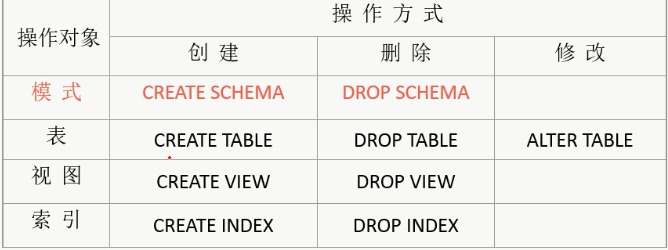 操作对象
操 作 方 式
创 建
删 除
修 改
模 式
CREATE SCHEMA
DROP SCHEMA
表
CREATE TABLE
DROP TABLE
ALTER TABLE
视 图
CREATE VIEW
DROP VIEW
索 引
CREATE INDEX
DROP INDEX